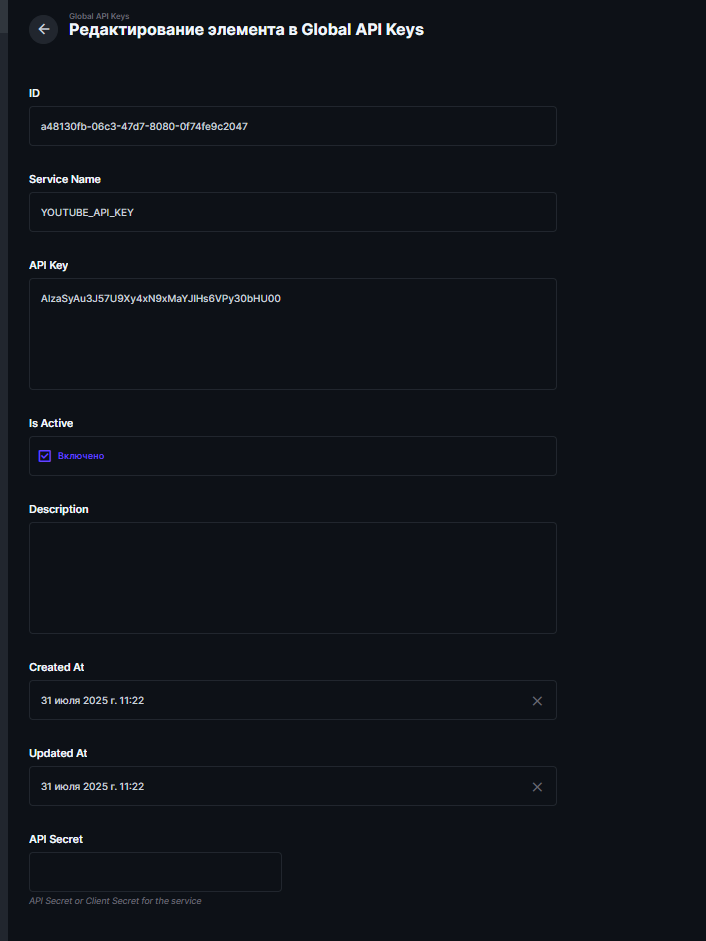 Global API Keys
Редактирование элемента в Global API Keys
ID
a48130fb-06c3-47d7-8080-0f74fe9c2047
Service Name
YOUTUBE_API_KEY
API Key
AIzaSyAu3J57U9Xy4xN9xMaYJIHs6VPy30bHU00
Is Active
Включено
Description
Created At
31 июля 2025 г. 11:22
Updated At
31 июля 2025 г. 11:22
API Secret
API Secret or Client Secret for the service